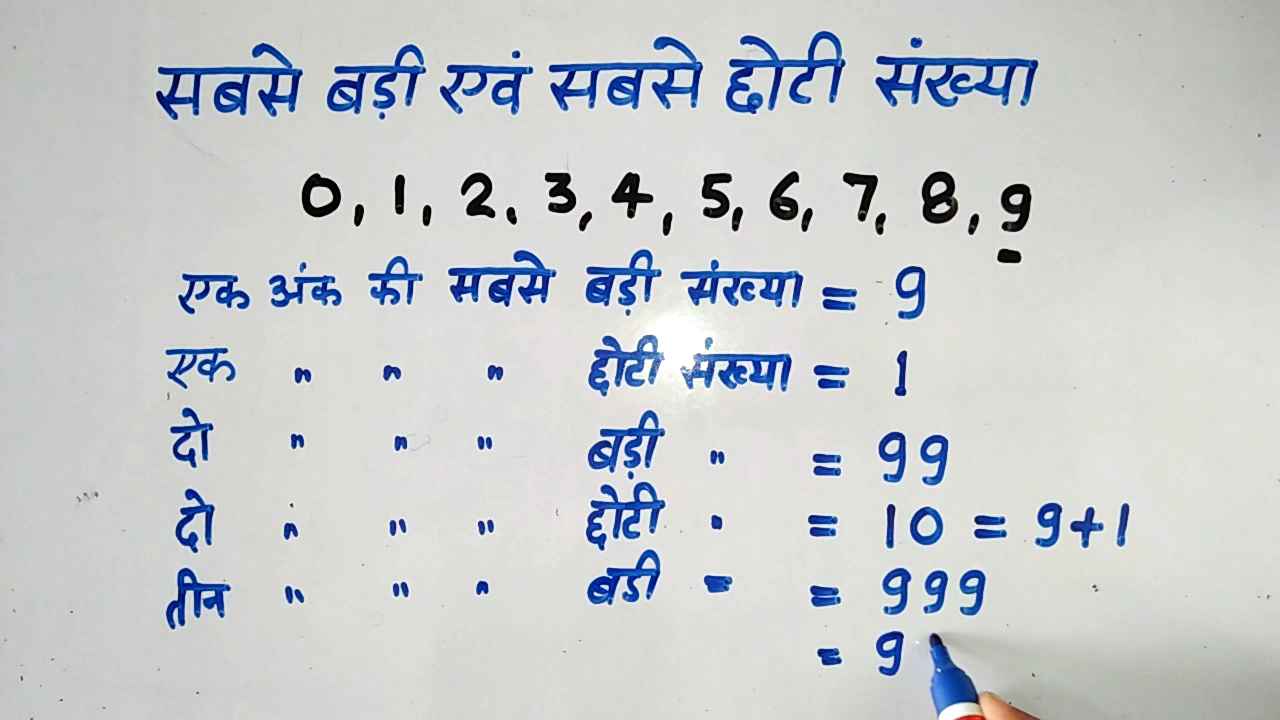 सबसे बड़ी एवं सबसे छोटी संख्या
0, 1, 2, 3, 4, 5, 6, 7, 8, 9
एक अंक की सबसे बड़ी संख्या = 9
एक " " " छोटी संख्या = 1
दो " " " बड़ी " = 99
दो " " " छोटी " = 10 = 9+1
तीन " " " बडी " = 999
= 9